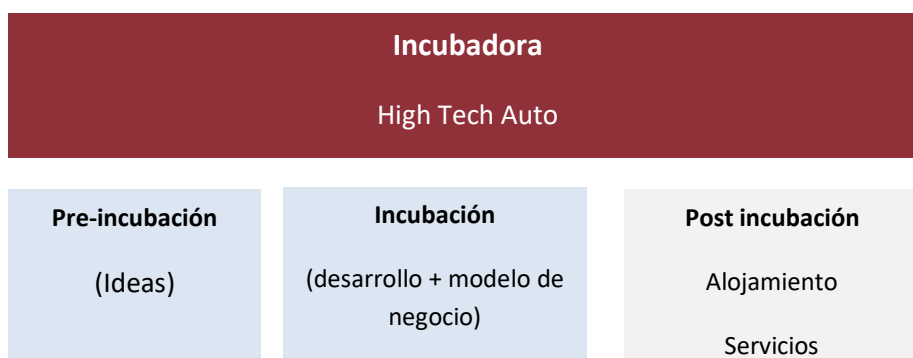 Incubadora
High Tech Auto
Pre-incubación
(Ideas)
Incubación
(desarrollo + modelo de
negocio)
Post incubación
Alojamiento
Servicios